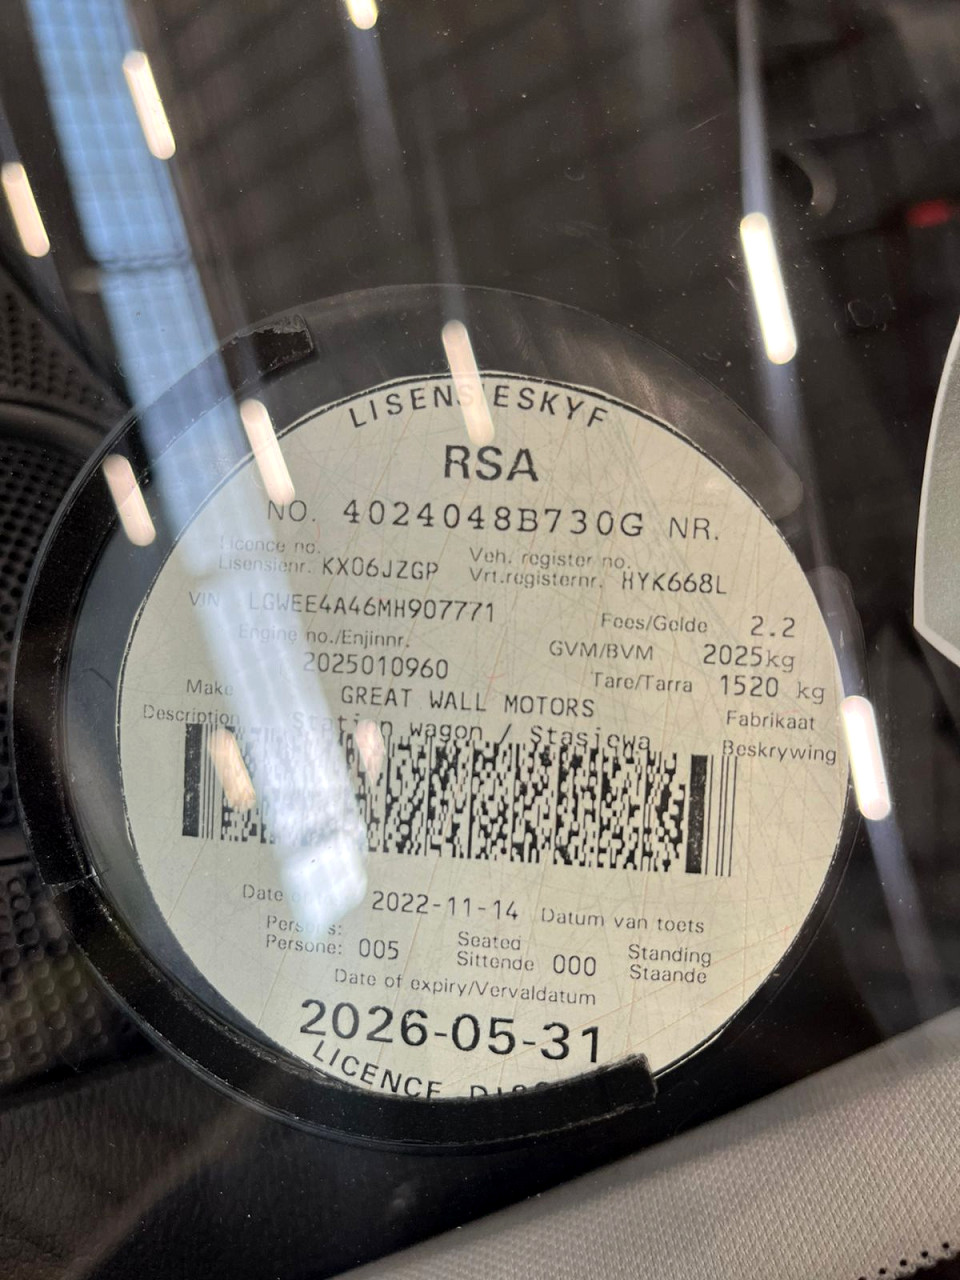 LISENSIESKYF
RSA
NO. 4024048B730G NR.
Licence no.
Lisensienr. KX06JZGP
Veh. register no.
Vrt.registernr. HYK668L
VIN LGWEE4A46MH907771
Fees/Gelde 2.2
Engine no./Enjinnr.
2025010960
GVM/BVM 2025kg
Tare/Tarra 1520 kg
Make GREAT WALL MOTORS Fabrikaat
Description Station wagon / Stasiewa Beskrywing
Date 2022-11-14 Datum van toets
Persons:
Persone: 005
Seated
Sittende 000
Standing
Staande
Date of expiry/Vervaldatum
2026-05-31
LICENCE